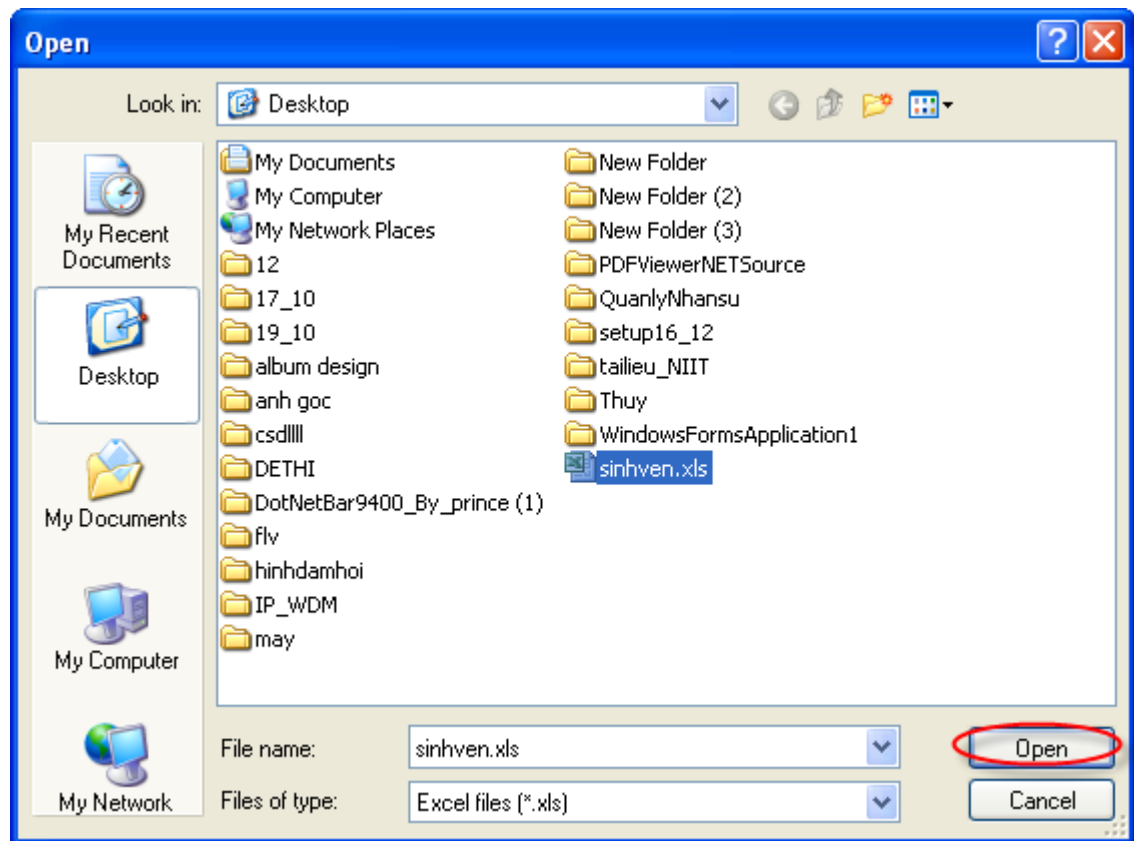 Open
Look in:
Desktop
My Recent
Documents
Desktop
My Documents
My Computer
My Network
My Documents
My Computer
My Network Places
12
17_10
19_10
album design
anh goc
csdllll
DETHI
DotNetBar9400_By_prince (1)
flv
hinhdamhoi
IP_WDM
may
New Folder
New Folder (2)
New Folder (3)
PDFViewerNETSource
QuanlyNhansu
setup16_12
tailieu_NIIT
Thuy
WindowsFormsApplication1
sinhven.xls
File name:
sinhven.xls
Open
Files of type:
Excel files (*.xls)
Cancel